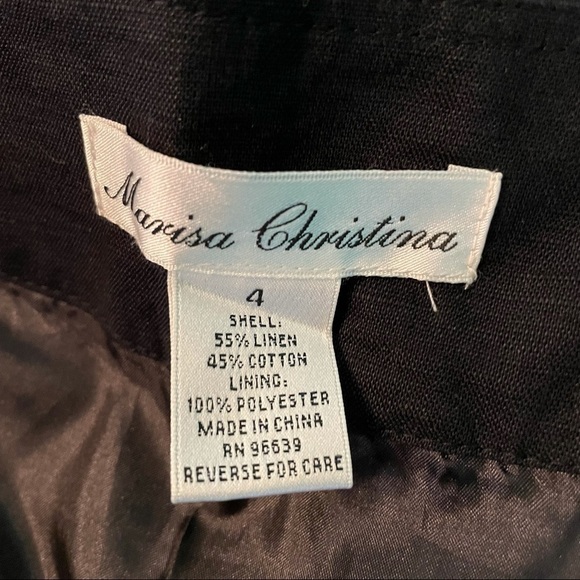 Marisa Christina
4
SHELL:
55% LINEN
45% COTTON
LINING:
100% POLYESTER
MADE IN CHINA
RN 96639
REVERSE FOR CARE